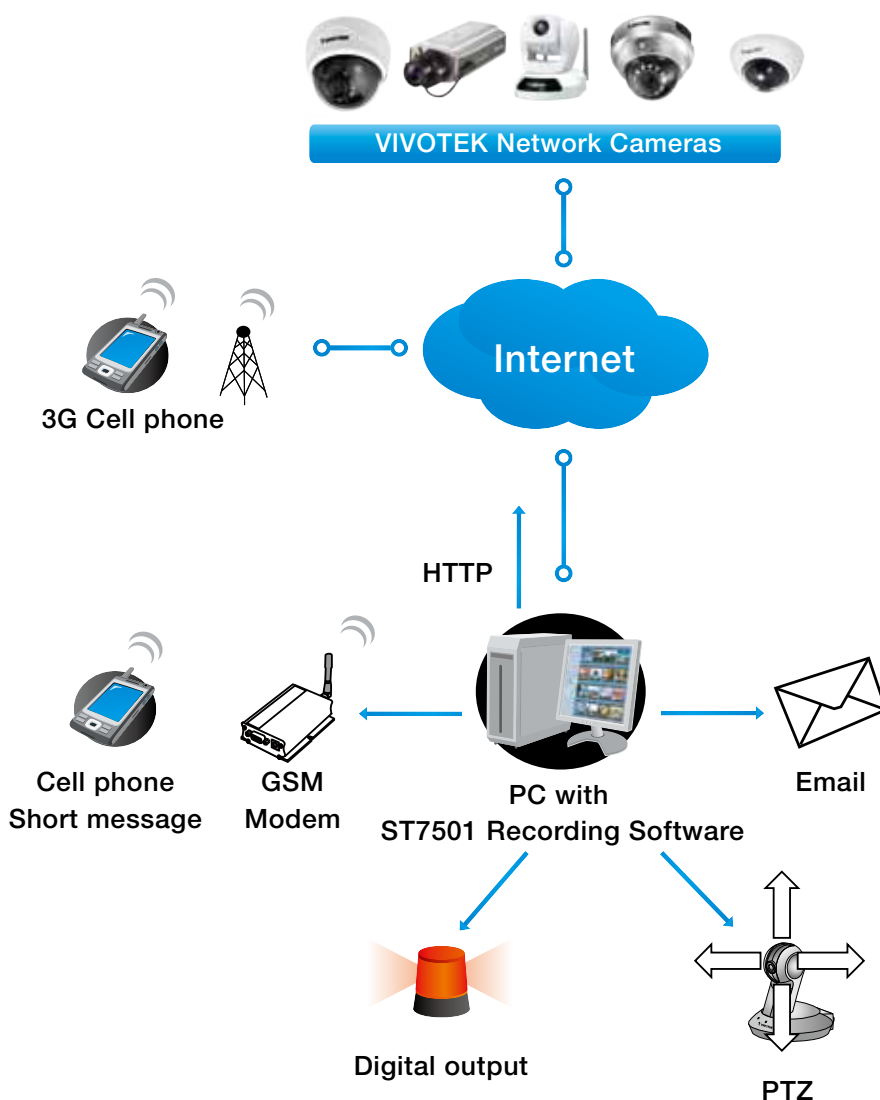 VIVOTEK Network Cameras
Internet
3G Cell phone
HTTP
Cell phone
Short message
GSM
Modem
PC with
ST7501 Recording Software
Email
Digital output
PTZ